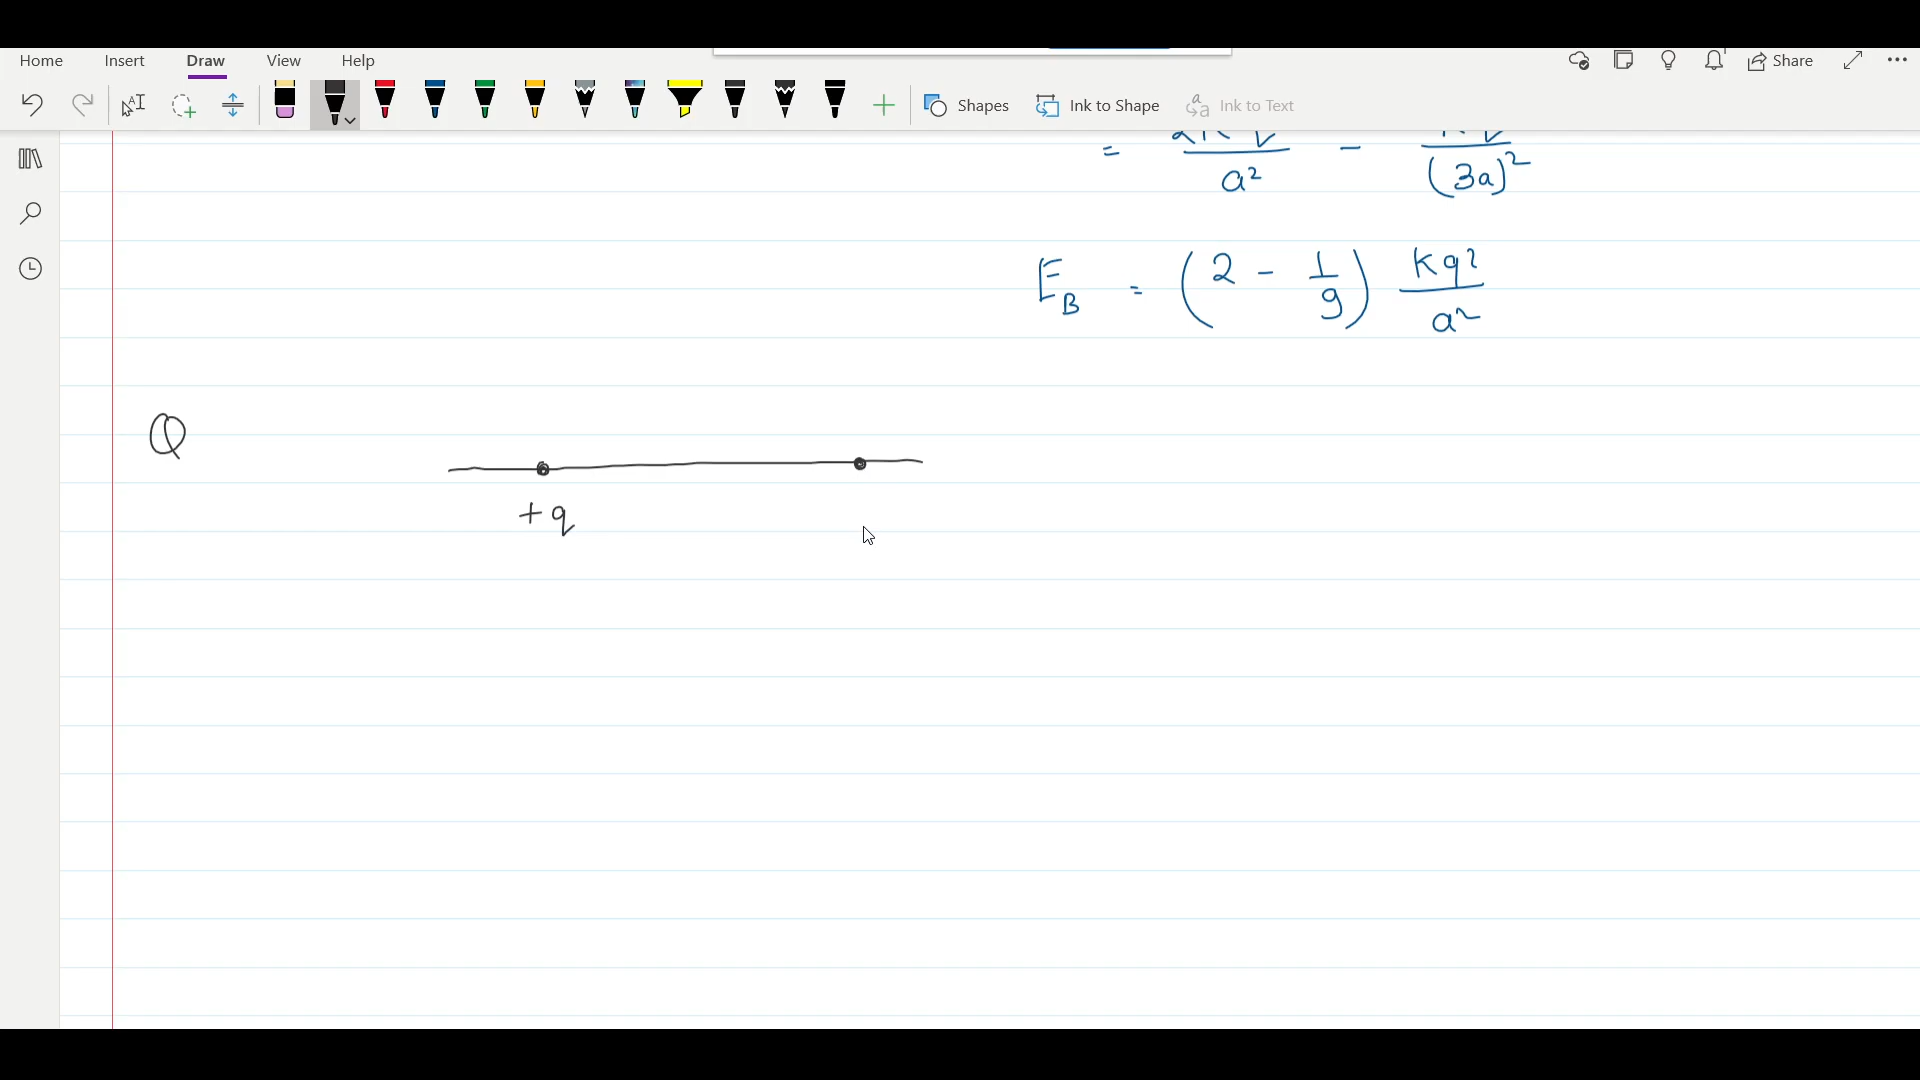 Home Insert Draw View Help Share
Shapes Ink to Shape Ink to Text
= a² - (3a)²
E_B = (2 - 1/9) kq²/a²
Q
+q